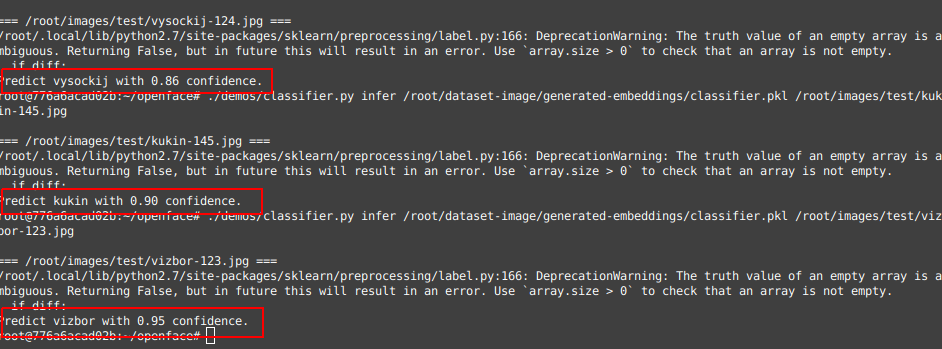 === /root/images/test/vysockij-124.jpg ===
/root/.local/lib/python2.7/site-packages/sklearn/preprocessing/label.py:166: DeprecationWarning: The truth value of an empty array is a
mbiguous. Returning False, but in future this will result in an error. Use `array.size > 0` to check that an array is not empty.
if diff:
Predict vysockij with 0.86 confidence.
root@776a6acad02b:~/openface# ./demos/classifier.py infer /root/dataset-image/generated-embeddings/classifier.pkl /root/images/test/kuk
in-145.jpg
=== /root/images/test/kukin-145.jpg ===
/root/.local/lib/python2.7/site-packages/sklearn/preprocessing/label.py:166: DeprecationWarning: The truth value of an empty array is a
mbiguous. Returning False, but in future this will result in an error. Use `array.size > 0` to check that an array is not empty.
if diff:
Predict kukin with 0.90 confidence.
root@776a6acad02b:~/openface# ./demos/classifier.py infer /root/dataset-image/generated-embeddings/classifier.pkl /root/images/test/viz
bor-123.jpg
=== /root/images/test/vizbor-123.jpg ===
/root/.local/lib/python2.7/site-packages/sklearn/preprocessing/label.py:166: DeprecationWarning: The truth value of an empty array is a
mbiguous. Returning False, but in future this will result in an error. Use `array.size > 0` to check that an array is not empty.
if diff:
Predict vizbor with 0.95 confidence.
root@776a6acad02b:~/openface#